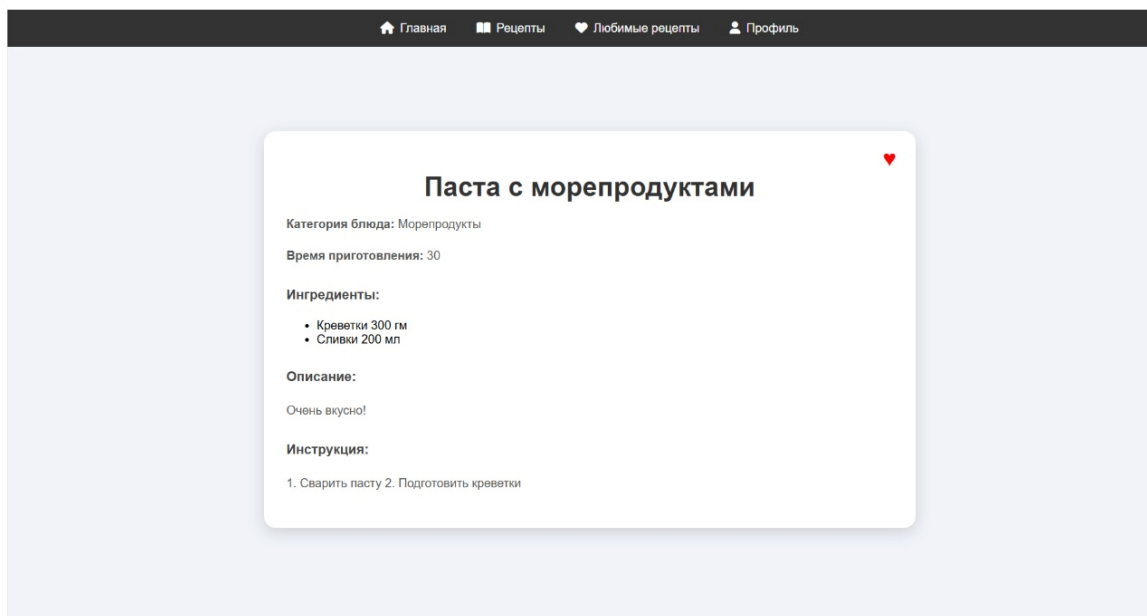 Главная Рецепты Любимые рецепты Профиль
Паста с морепродуктами
Категория блюда: Морепродукты
Время приготовления: 30
Ингредиенты:
• Креветки 300 гм
• Сливки 200 мл
Описание:
Очень вкусно!
Инструкция:
1. Сварить пасту 2. Подготовить креветки